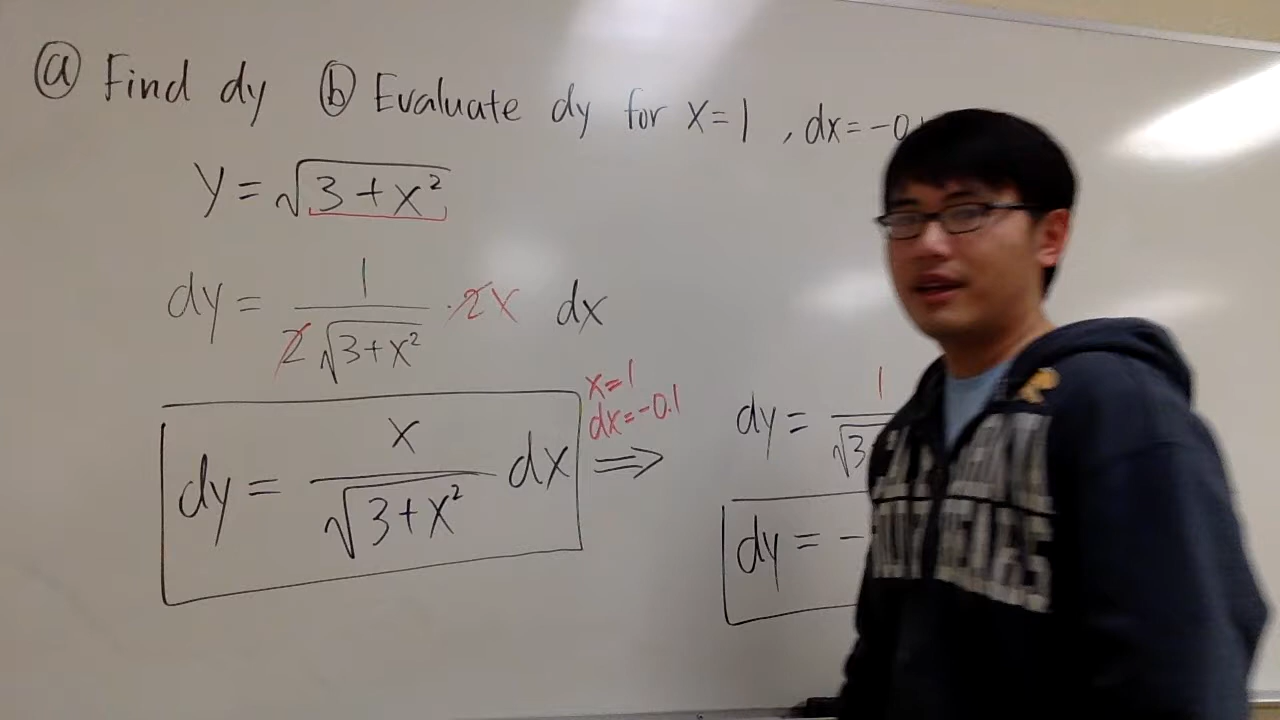 ⓐ Find dy ⓑ Evaluate dy for x=1, dx=-0.
y = √(3+x²)
dy = 1/(2√(3+x²)) · 2x dx
dy = x/√(3+x²) dx
x=1
dx=-0.1
⇒
dy = 1/√3
dy = -